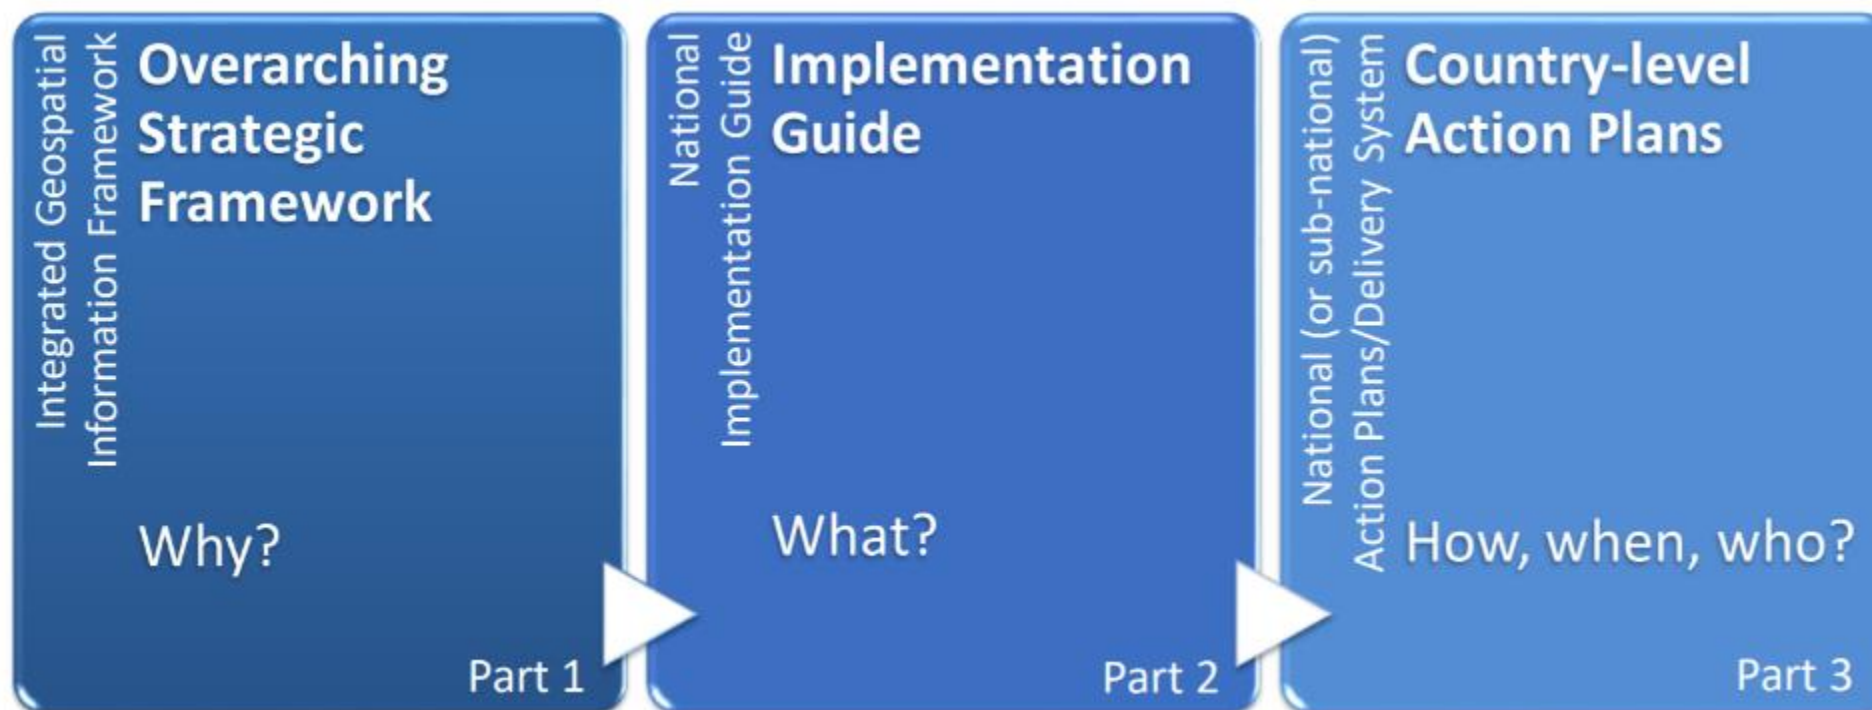 Integrated Geospatial
Information Framework
Overarching
Strategic
Framework
Why?
Part 1
National
Implementation Guide
Implementation
Guide
What?
Part 2
National (or sub-national)
Action Plans/Delivery System
Country-level
Action Plans
How, when, who?
Part 3